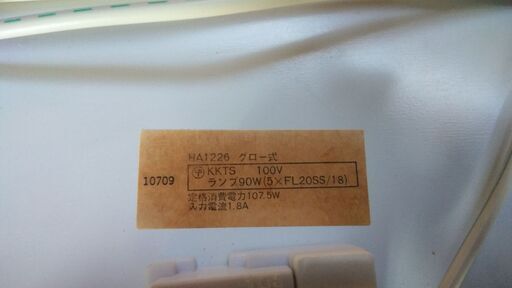 HA1226 グロー式
10709
〒 KKTS 100V
ランプ90W(5×FL20SS/18)
定格消費電力107.5W
入力電流1.8A